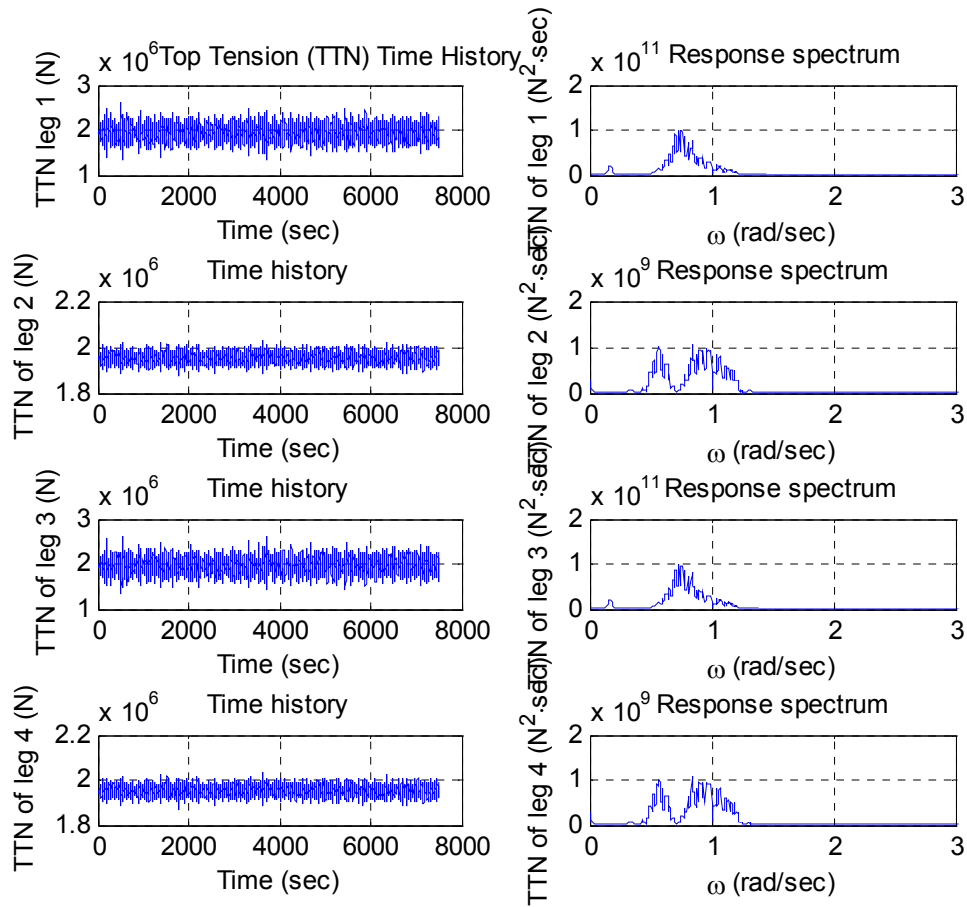 x 10^6 Top Tension (TTN) Time History
TTN leg 1 (N)
3
2
1
0 2000 4000 6000 8000
Time (sec)
x 10^11 Response spectrum
TTN of leg 1 (N^2.sec)
2
1
0
0 1 2 3
ω (rad/sec)
x 10^6 Time history
TTN of leg 2 (N)
2.2
2
1.8
0 2000 4000 6000 8000
Time (sec)
x 10^9 Response spectrum
TTN of leg 2 (N^2.sec)
2
1
0
0 1 2 3
ω (rad/sec)
x 10^6 Time history
TTN of leg 3 (N)
3
2
1
0 2000 4000 6000 8000
Time (sec)
x 10^11 Response spectrum
TTN of leg 3 (N^2.sec)
2
1
0
0 1 2 3
ω (rad/sec)
x 10^6 Time history
TTN of leg 4 (N)
2.2
2
1.8
0 2000 4000 6000 8000
Time (sec)
x 10^9 Response spectrum
TTN of leg 4 (N^2.sec)
2
1
0
0 1 2 3
ω (rad/sec)